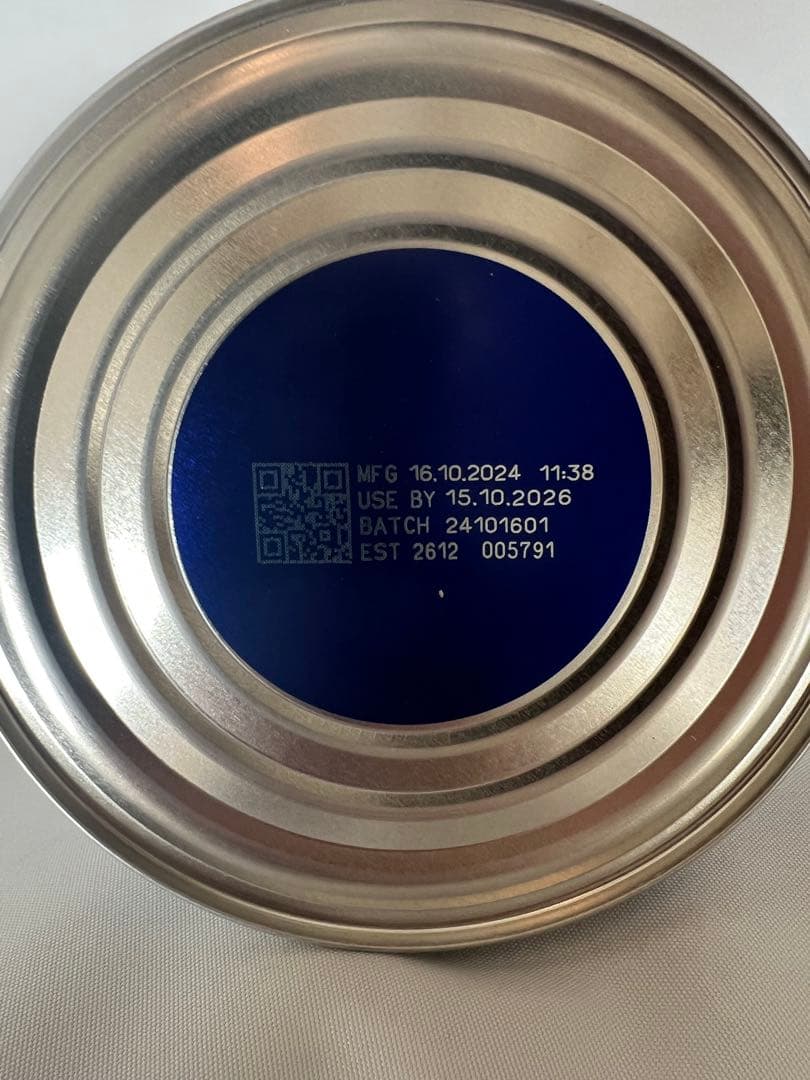 MFG 16.10.2024 11:38
USE BY 15.10.2026
BATCH 24101601
EST 2612 005791